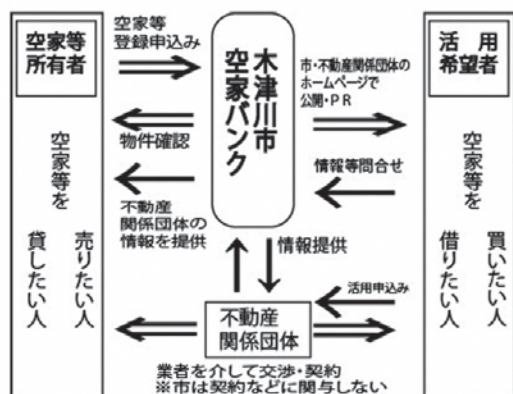 空家等
所有者
空家等を
売りたい人
貸したい人
空家等
登録申込み
物件確認
不動産
関係団体の
情報を提供
木津川市
空家バンク
市・不動産関係団体の
ホームページで
公開・PR
情報等問合せ
情報提供
活用申込み
不動産
関係団体
業者を介して交渉・契約
※市は契約などに関与しない
活用
希望者
空家等を
買いたい人
借りたい人